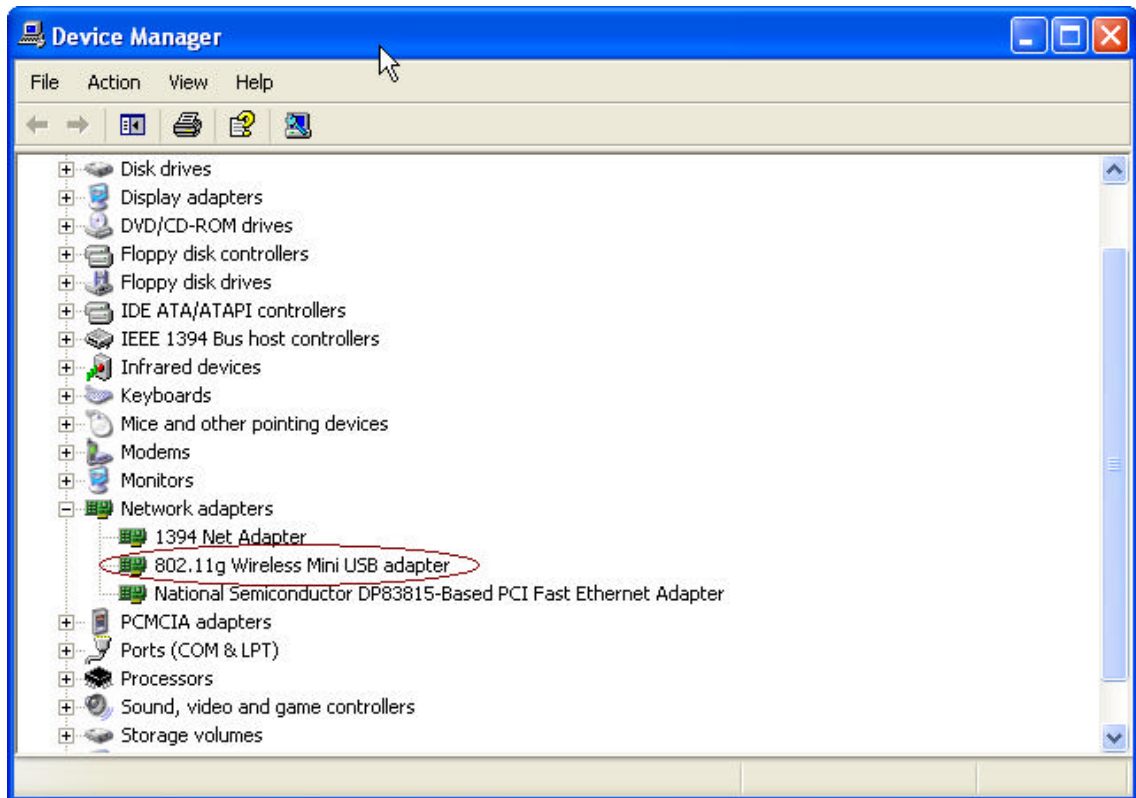 Device Manager
File Action View Help
Disk drives
Display adapters
DVD/CD-ROM drives
Floppy disk controllers
Floppy disk drives
IDE ATA/ATAPI controllers
IEEE 1394 Bus host controllers
Infrared devices
Keyboards
Mice and other pointing devices
Modems
Monitors
Network adapters
1394 Net Adapter
802.11g Wireless Mini USB adapter
National Semiconductor DP83815-Based PCI Fast Ethernet Adapter
PCMCIA adapters
Ports (COM & LPT)
Processors
Sound, video and game controllers
Storage volumes